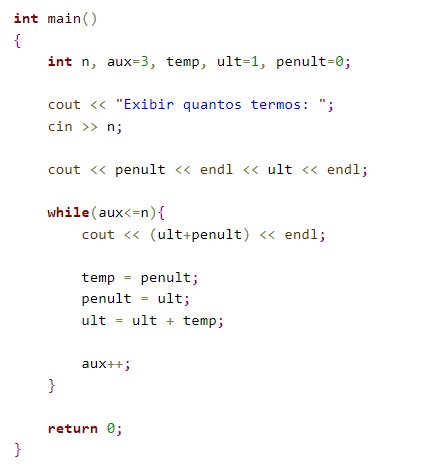 int main()
{
    int n, aux=3, temp, ult=1, penult=0;

    cout << "Exibir quantos termos: ";
    cin >> n;

    cout << penult << endl << ult << endl;

    while(aux<=n){
        cout << (ult+penult) << endl;

        temp = penult;
        penult = ult;
        ult = ult + temp;

        aux++;
    }

    return 0;
}